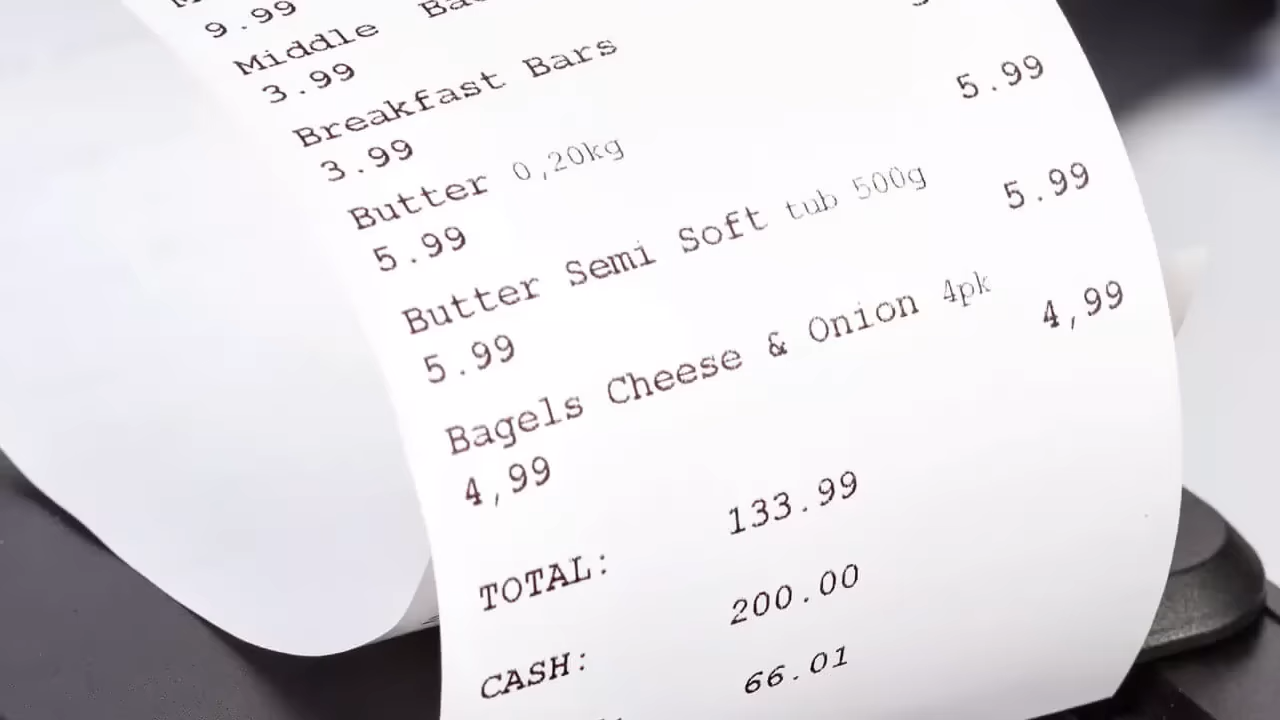 9.99
Middle
3.99
Breakfast Bars
3.99 5.99
Butter 0,20kg
5.99 5.99
Butter Semi Soft tub 500g
5.99 4,99
Bagels Cheese & Onion 4pk
4,99
133.99
TOTAL:
200.00
CASH:
66.01